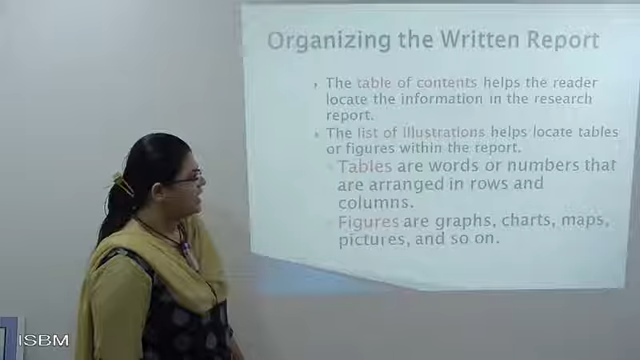 Organizing the Written Report
The table of contents helps the reader
locate the information in the research
report.
The list of illustrations helps locate tables
or figures within the report.
Tables are words or numbers that
are arranged in rows and
columns.
Figures are graphs, charts, maps,
pictures, and so on.
ISBM